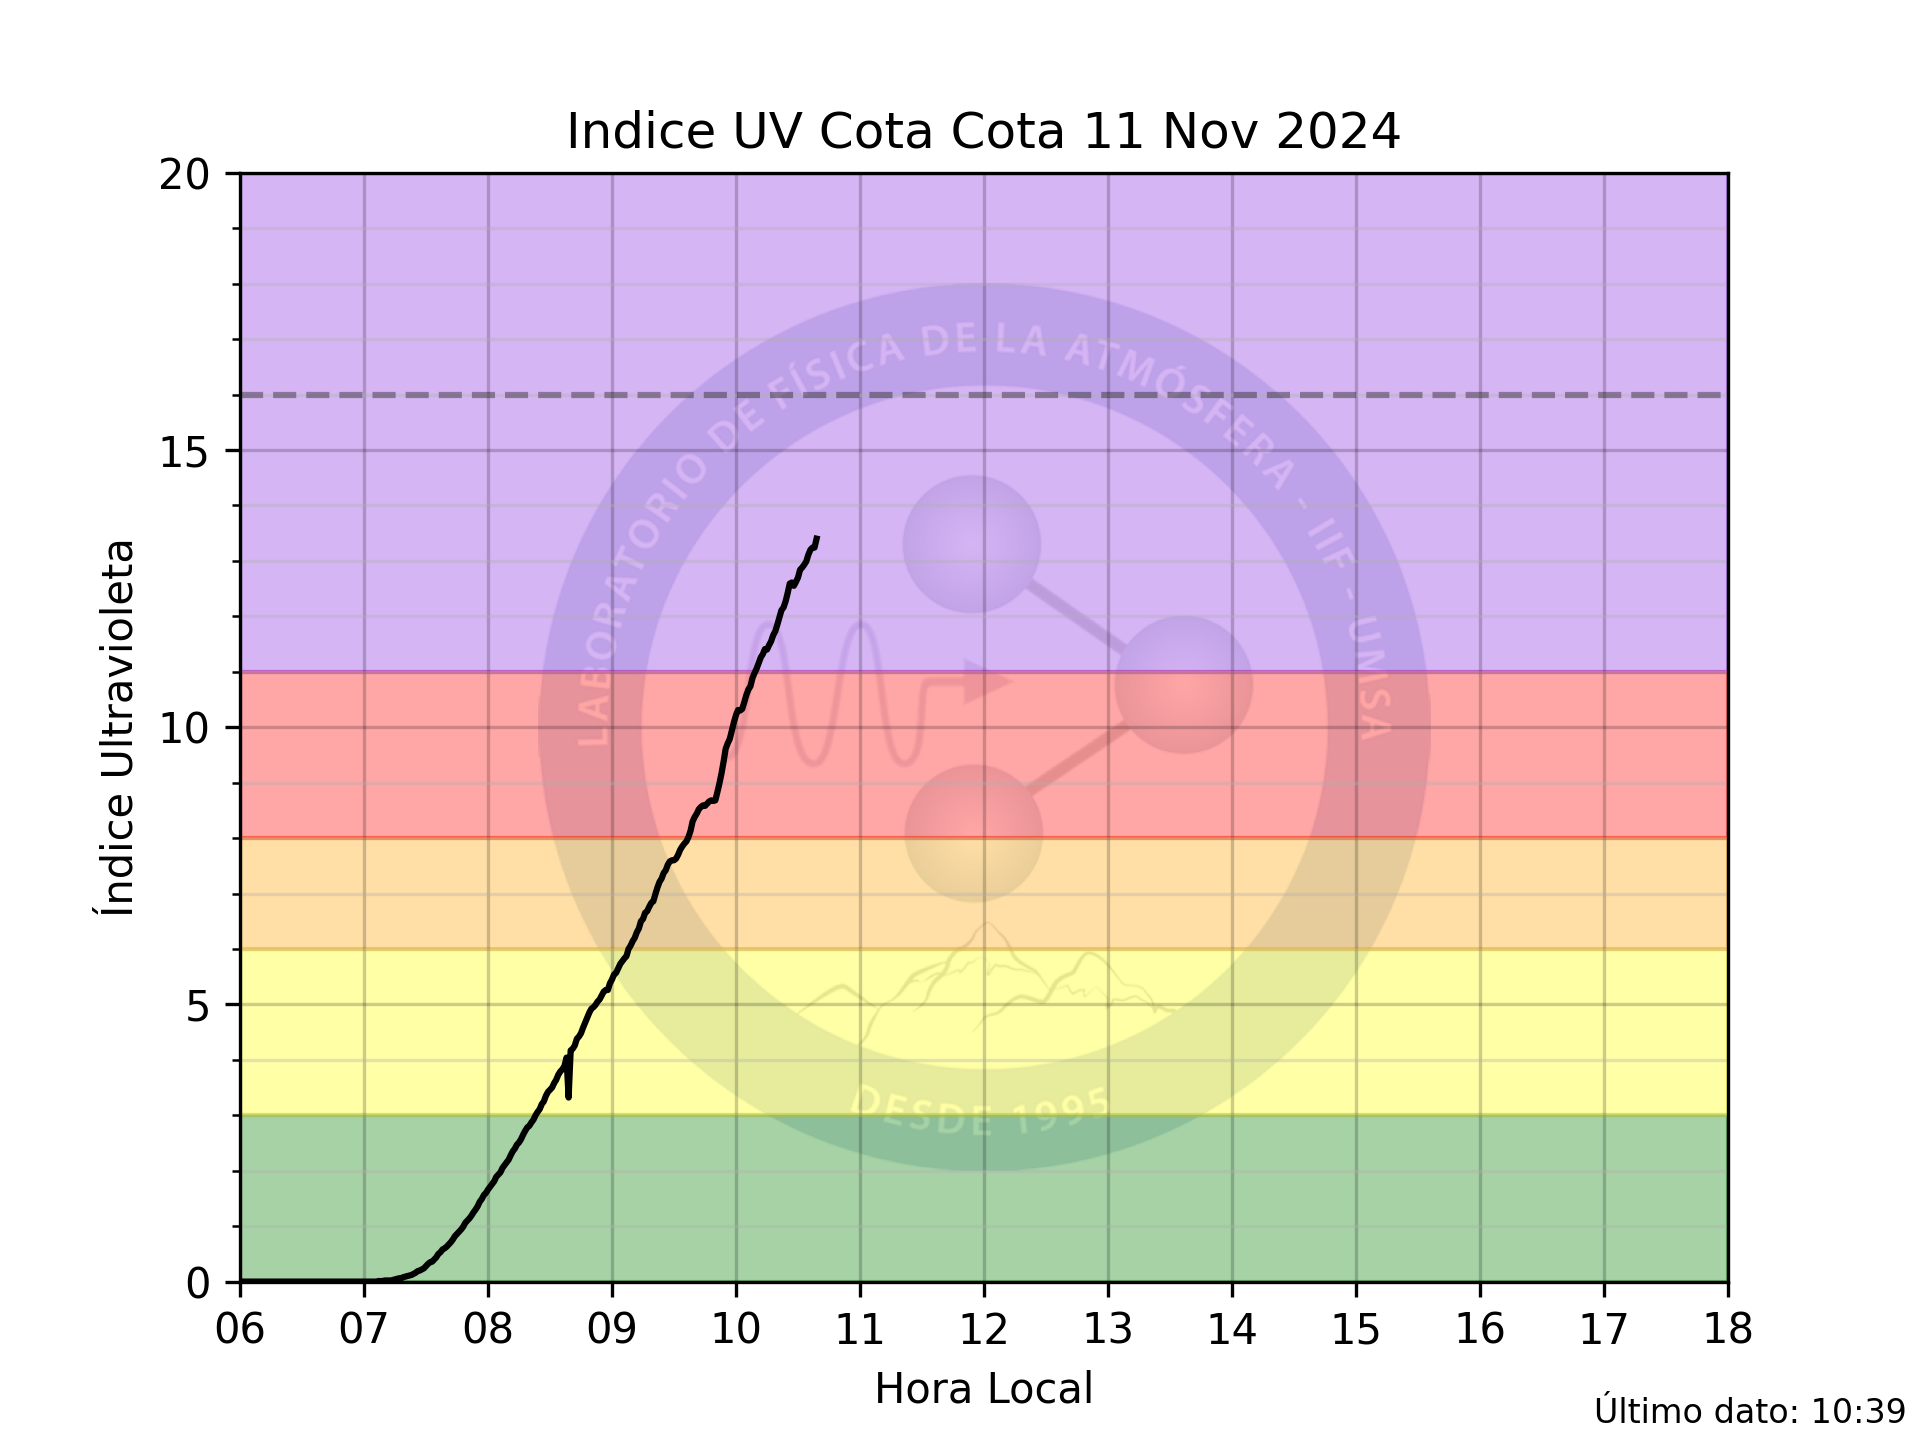 Indice UV Cota Cota 11 Nov 2024
20
15
10
5
0
Índice Ultravioleta
LABORATORIO DE FÍSICA DE LA ATMÓSFERA - IIF - UMSA
DESDE 1995
06 07 08 09 10 11 12 13 14 15 16 17 18
Hora Local
Último dato: 10:39